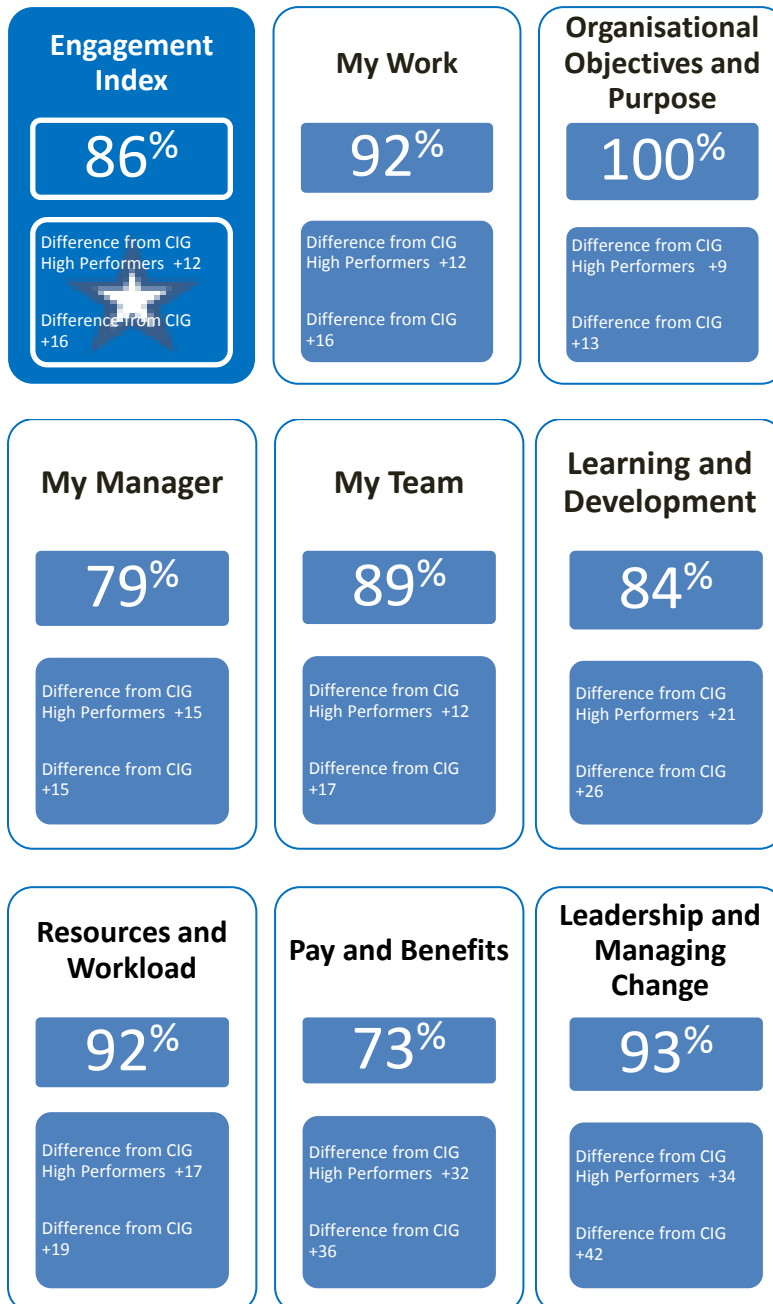 Engagement
Index
86%
Difference from CIG
High Performers +12
Difference from CIG
+16
My Work
92%
Difference from CIG
High Performers +12
Difference from CIG
+16
Organisational
Objectives and
Purpose
100%
Difference from CIG
High Performers +9
Difference from CIG
+13
My Manager
79%
Difference from CIG
High Performers +15
Difference from CIG
+15
My Team
89%
Difference from CIG
High Performers +12
Difference from CIG
+17
Learning and
Development
84%
Difference from CIG
High Performers +21
Difference from CIG
+26
Resources and
Workload
92%
Difference from CIG
High Performers +17
Difference from CIG
+19
Pay and Benefits
73%
Difference from CIG
High Performers +32
Difference from CIG
+36
Leadership and
Managing
Change
93%
Difference from CIG
High Performers +34
Difference from CIG
+42